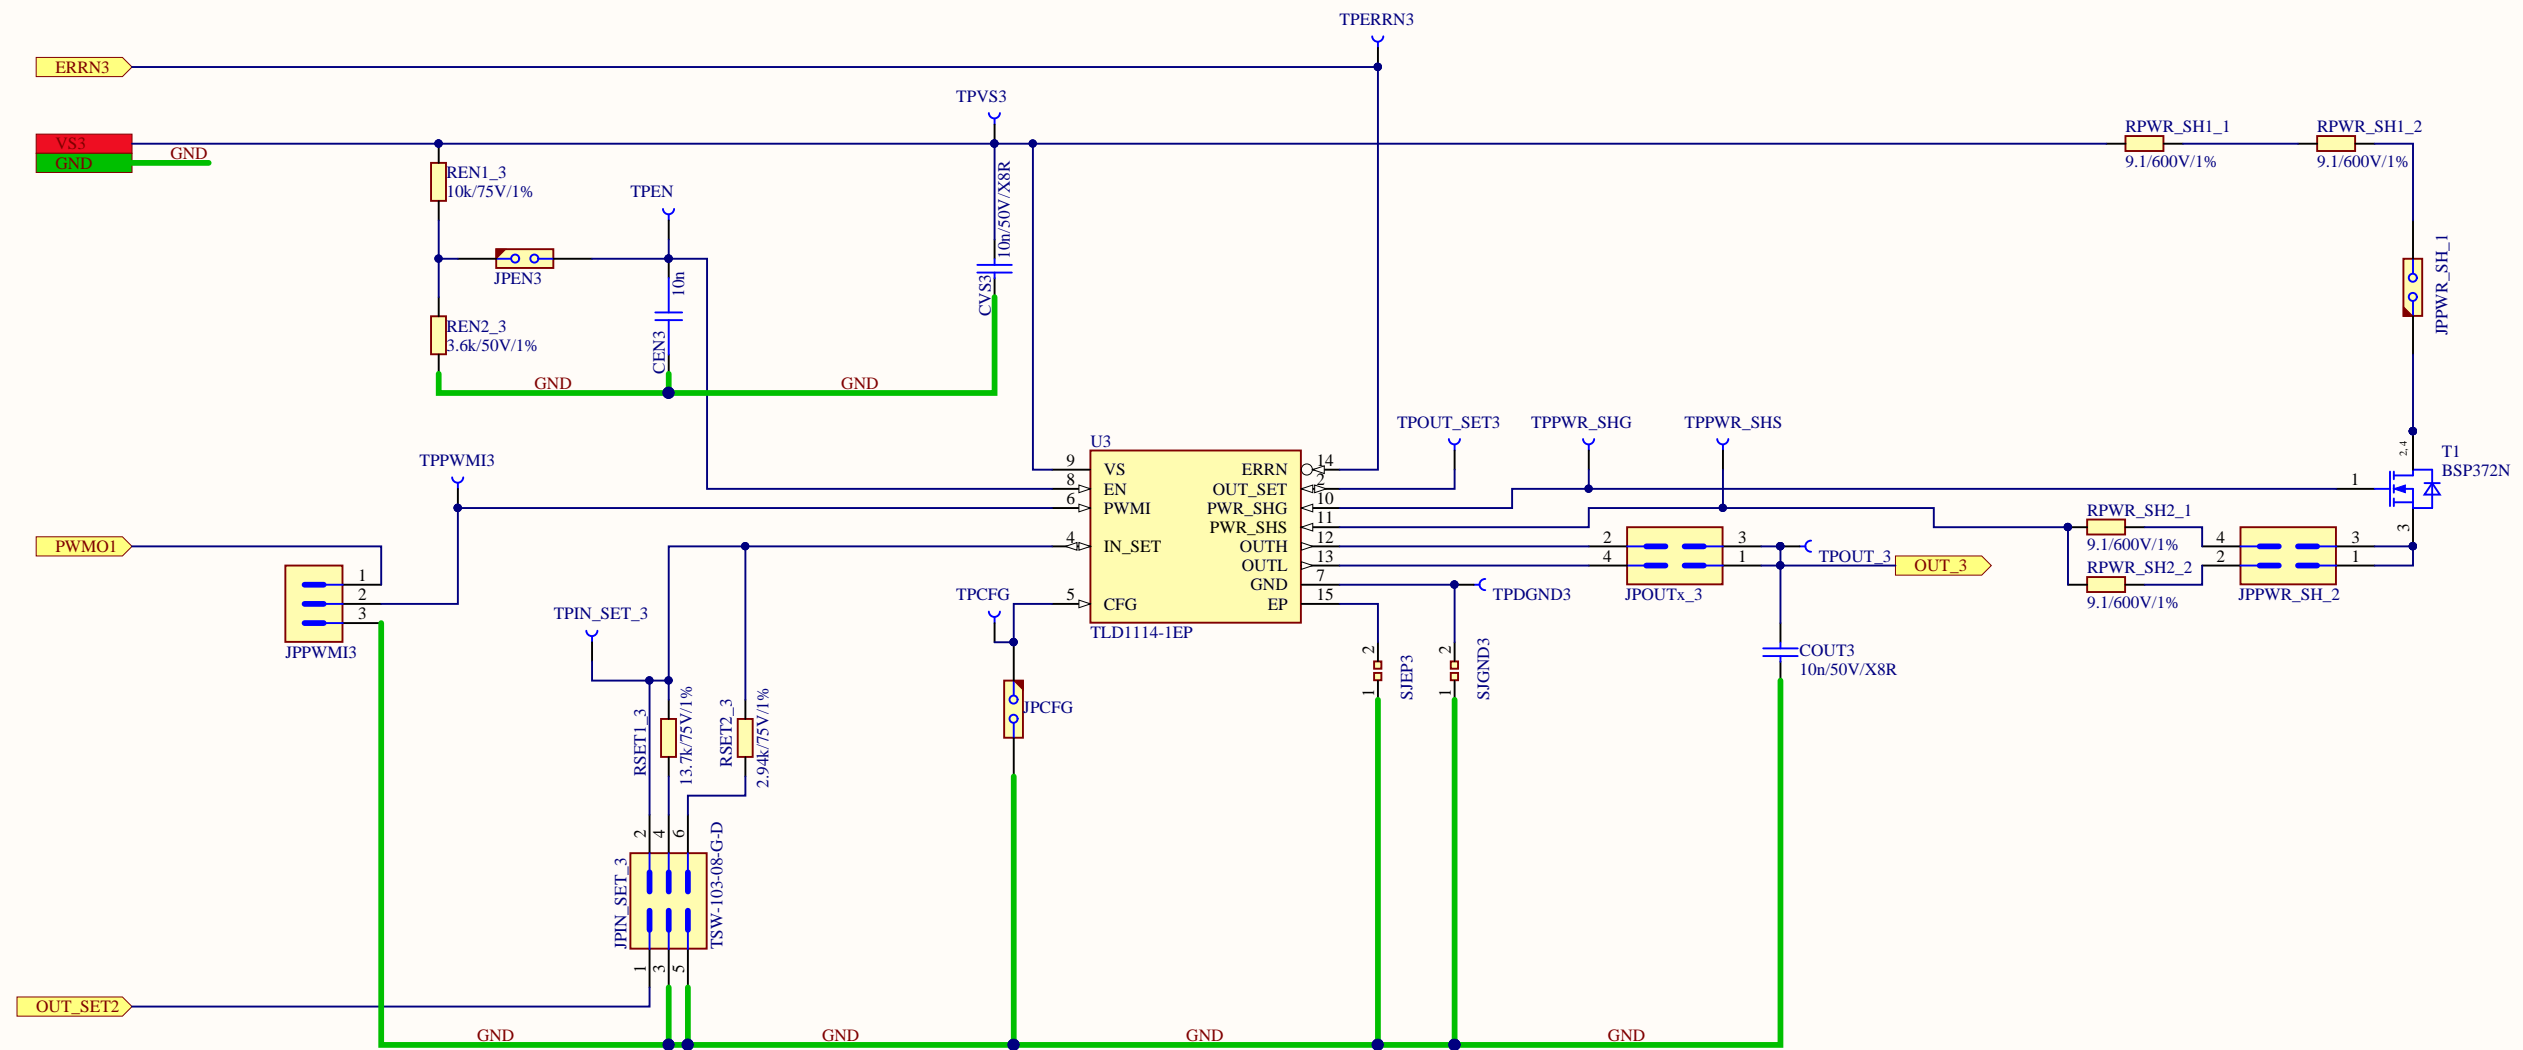 TPERRN3
ERRN3
TPVS3
VS3
GND
GND
RPWR_SH1_1
9.1/600V/1%
RPWR_SH1_2
9.1/600V/1%
REN1_3
10k/75V/1%
TPEN
10n/50V/X8R
CVS3
JPEN3
10n
CEN3
REN2_3
3.6k/50V/1%
GND
GND
JPPWR_SH_1
TPPWMI3
U3
9
8
6
4
5
VS
EN
PWMI
IN_SET
CFG
ERRN
OUT_SET
PWR_SHG
PWR_SHS
OUTH
OUTL
GND
EP
14
2
10
11
12
13
7
15
TLD1114-1EP
TPOUT_SET3
TPPWR_SHG
TPPWR_SHS
2,4
T1
BSP372N
1
3
RPWR_SH2_1
9.1/600V/1%
RPWR_SH2_2
9.1/600V/1%
4
2
3
1
JPPWR_SH_2
2
4
3
1
JPOUTx_3
TPOUT_3
OUT_3
TPDGND3
PWMO1
1
2
3
JPPWMI3
TPIN_SET_3
TPCFG
JPCFG
2
1
SJEP3
2
1
SJGND3
COUT3
10n/50V/X8R
RSET1_3
13.7k/75V/1%
RSET2_3
2.94k/75V/1%
2
4
6
JPIN_SET_3
TSW-103-08-G-D
1
3
5
OUT_SET2
GND
GND
GND
GND